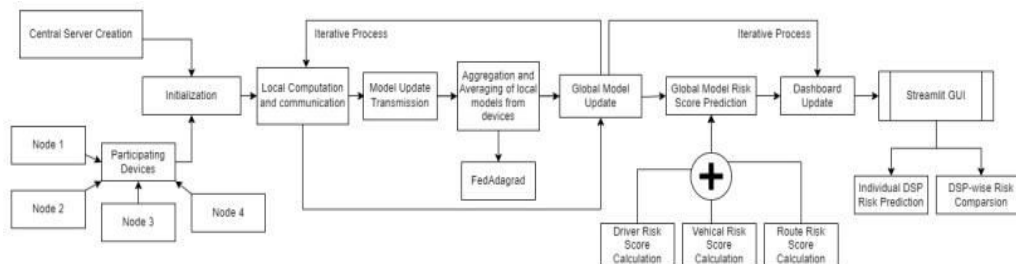 Central Server Creation
Iterative Process
Iterative Process
Initialization
Local Computation
and communication
Model Update
Transmission
Aggregation and
Averaging of local
models from
devices
Global Model
Update
Global Model Risk
Score Prediction
Dashboard
Update
Streamlit GUI
Node 1
Participating
Devices
FedAdagrad
Node 2
Node 3
Node 4
Individual DSP
Risk Prediction
DSP-wise Risk
Comparsion
Driver Risk
Score
Calculation
Vehical Risk
Score
Calculation
Route Risk
Score
Calculation